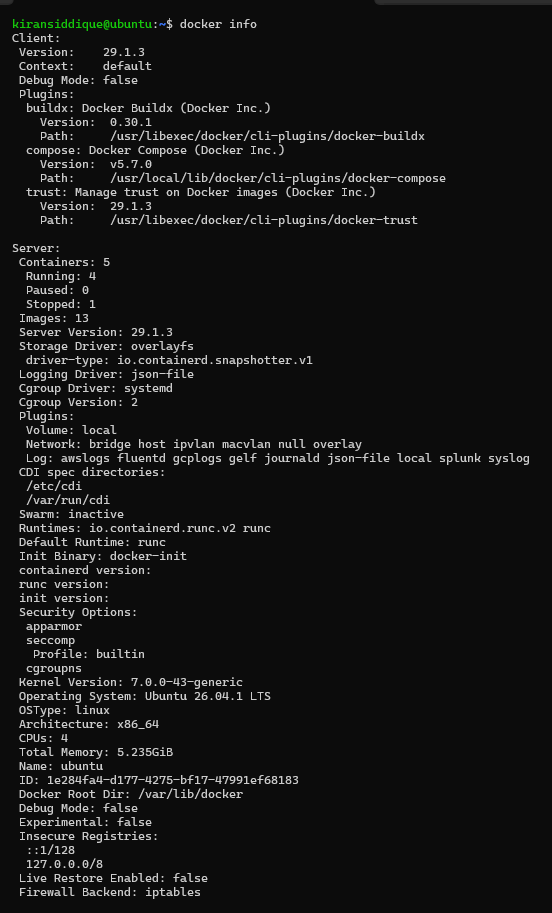 kiransiddique@ubuntu:~$ docker info
Client:
 Version:    29.1.3
 Context:    default
 Debug Mode: false
 Plugins:
  buildx: Docker Buildx (Docker Inc.)
    Version:  0.30.1
    Path:     /usr/libexec/docker/cli-plugins/docker-buildx
  compose: Docker Compose (Docker Inc.)
    Version:  v5.7.0
    Path:     /usr/local/lib/docker/cli-plugins/docker-compose
  trust: Manage trust on Docker images (Docker Inc.)
    Version:  29.1.3
    Path:     /usr/libexec/docker/cli-plugins/docker-trust

Server:
 Containers: 5
  Running: 4
  Paused: 0
  Stopped: 1
 Images: 13
 Server Version: 29.1.3
 Storage Driver: overlayfs
  driver-type: io.containerd.snapshotter.v1
 Logging Driver: json-file
 Cgroup Driver: systemd
 Cgroup Version: 2
 Plugins:
  Volume: local
  Network: bridge host ipvlan macvlan null overlay
  Log: awslogs fluentd gcplogs gelf journald json-file local splunk syslog
 CDI spec directories:
  /etc/cdi
  /var/run/cdi
 Swarm: inactive
 Runtimes: io.containerd.runc.v2 runc
 Default Runtime: runc
 Init Binary: docker-init
 containerd version:
 runc version:
 init version:
 Security Options:
  apparmor
  seccomp
   Profile: builtin
  cgroupns
 Kernel Version: 7.0.0-43-generic
 Operating System: Ubuntu 26.04.1 LTS
 OSType: linux
 Architecture: x86_64
 CPUs: 4
 Total Memory: 5.235GiB
 Name: ubuntu
 ID: 1e284fa4-d177-4275-bf17-47991ef68183
 Docker Root Dir: /var/lib/docker
 Debug Mode: false
 Experimental: false
 Insecure Registries:
  ::1/128
  127.0.0.0/8
 Live Restore Enabled: false
 Firewall Backend: iptables